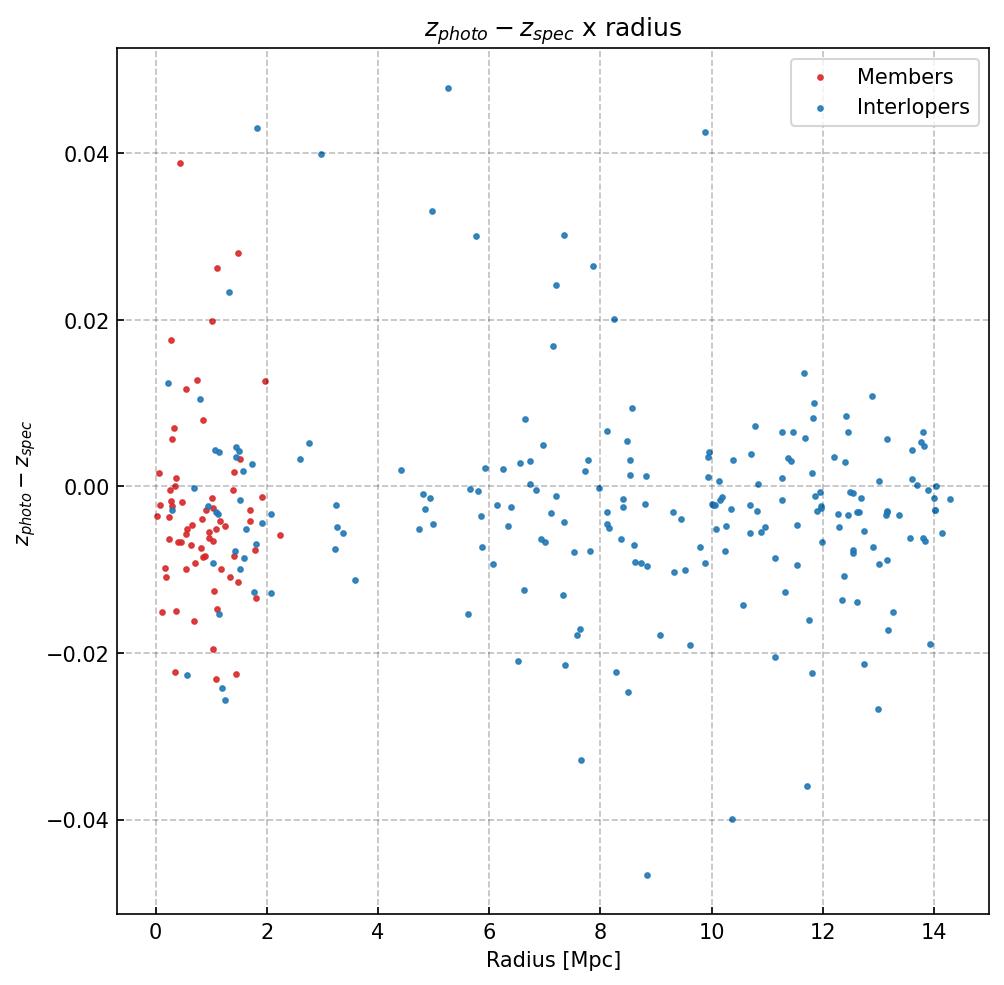 z_photo − z_spec x radius
Members
Interlopers
z_photo − z_spec
0.04
0.02
0.00
−0.02
−0.04
0 2 4 6 8 10 12 14
Radius [Mpc]